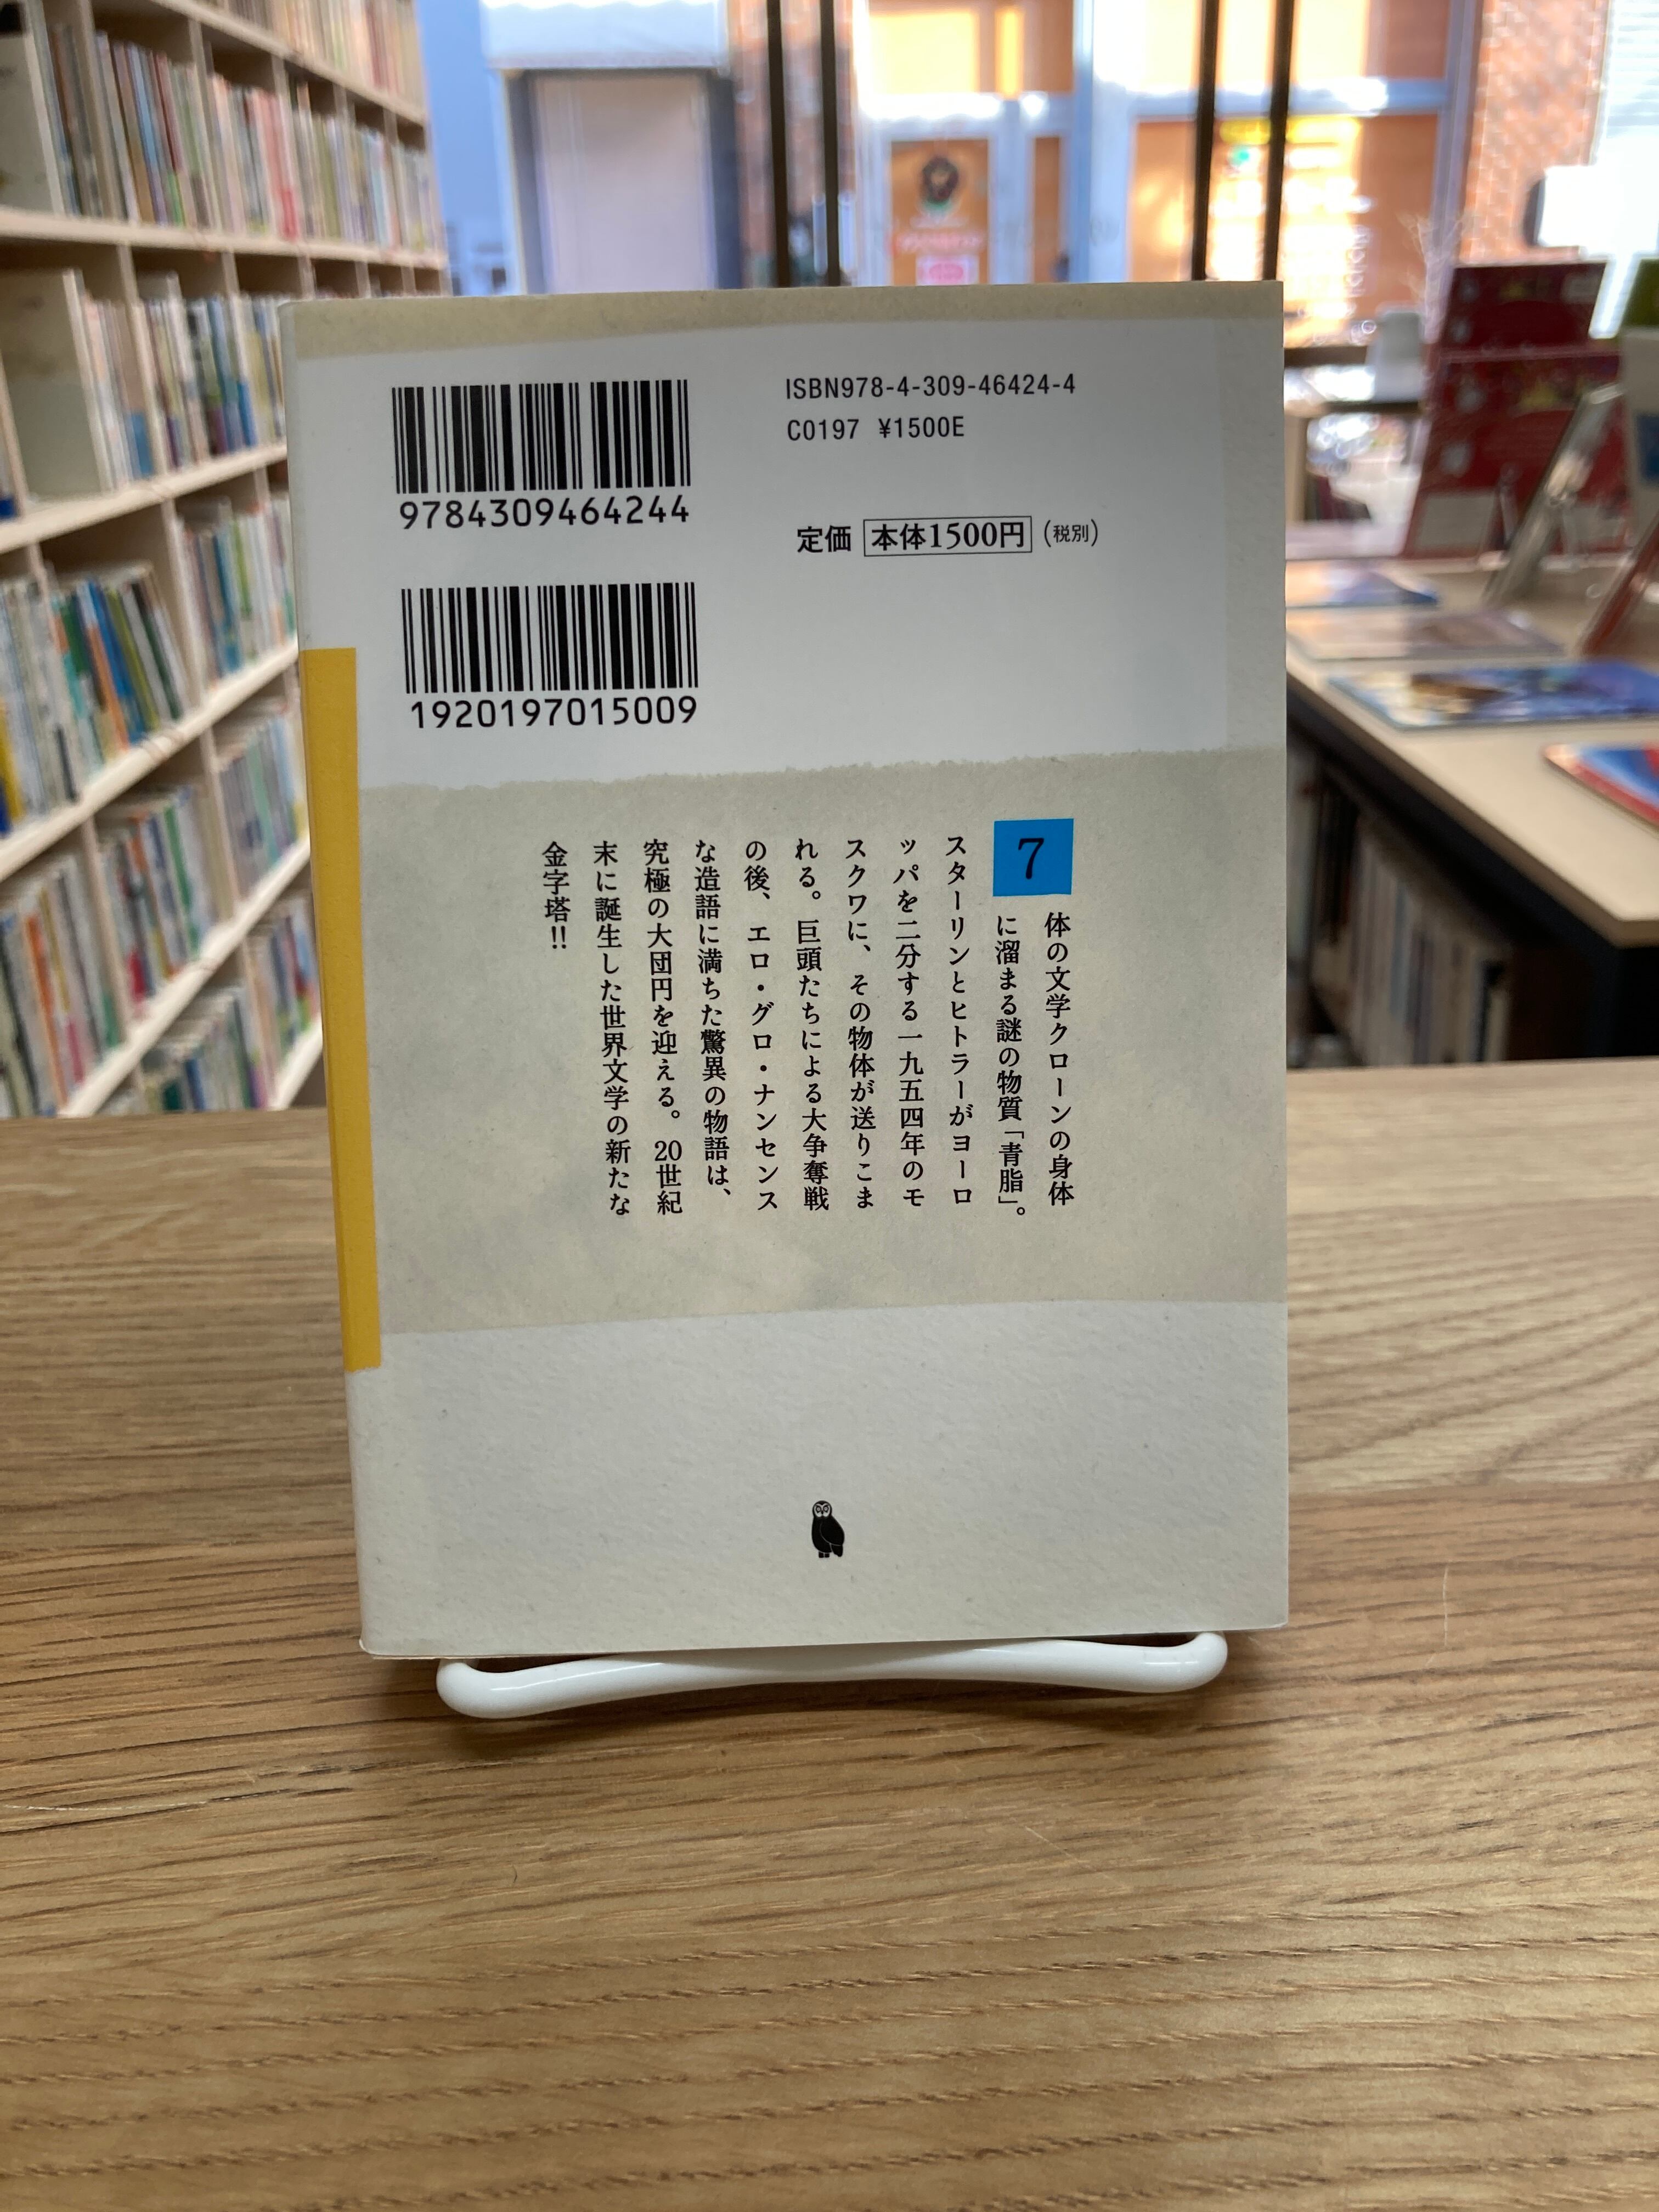 ISBN978-4-309-46424-4
C0197 ¥1500E
9784309464244
定価 本体1500円(税別)
1920197015009
7体の文学クローンの身体
に溜まる謎の物質「青脂」。
スターリンとヒトラーがヨーロ
ッパを二分する一九五四年のモ
スクワに、その物体が送りこま
れる。巨頭たちによる大争奪戦
の後、エロ・グロ・ナンセンス
な造語に満ちた驚異の物語は、
究極の大団円を迎える。20世紀
末に誕生した世界文学の新たな
金字塔!!